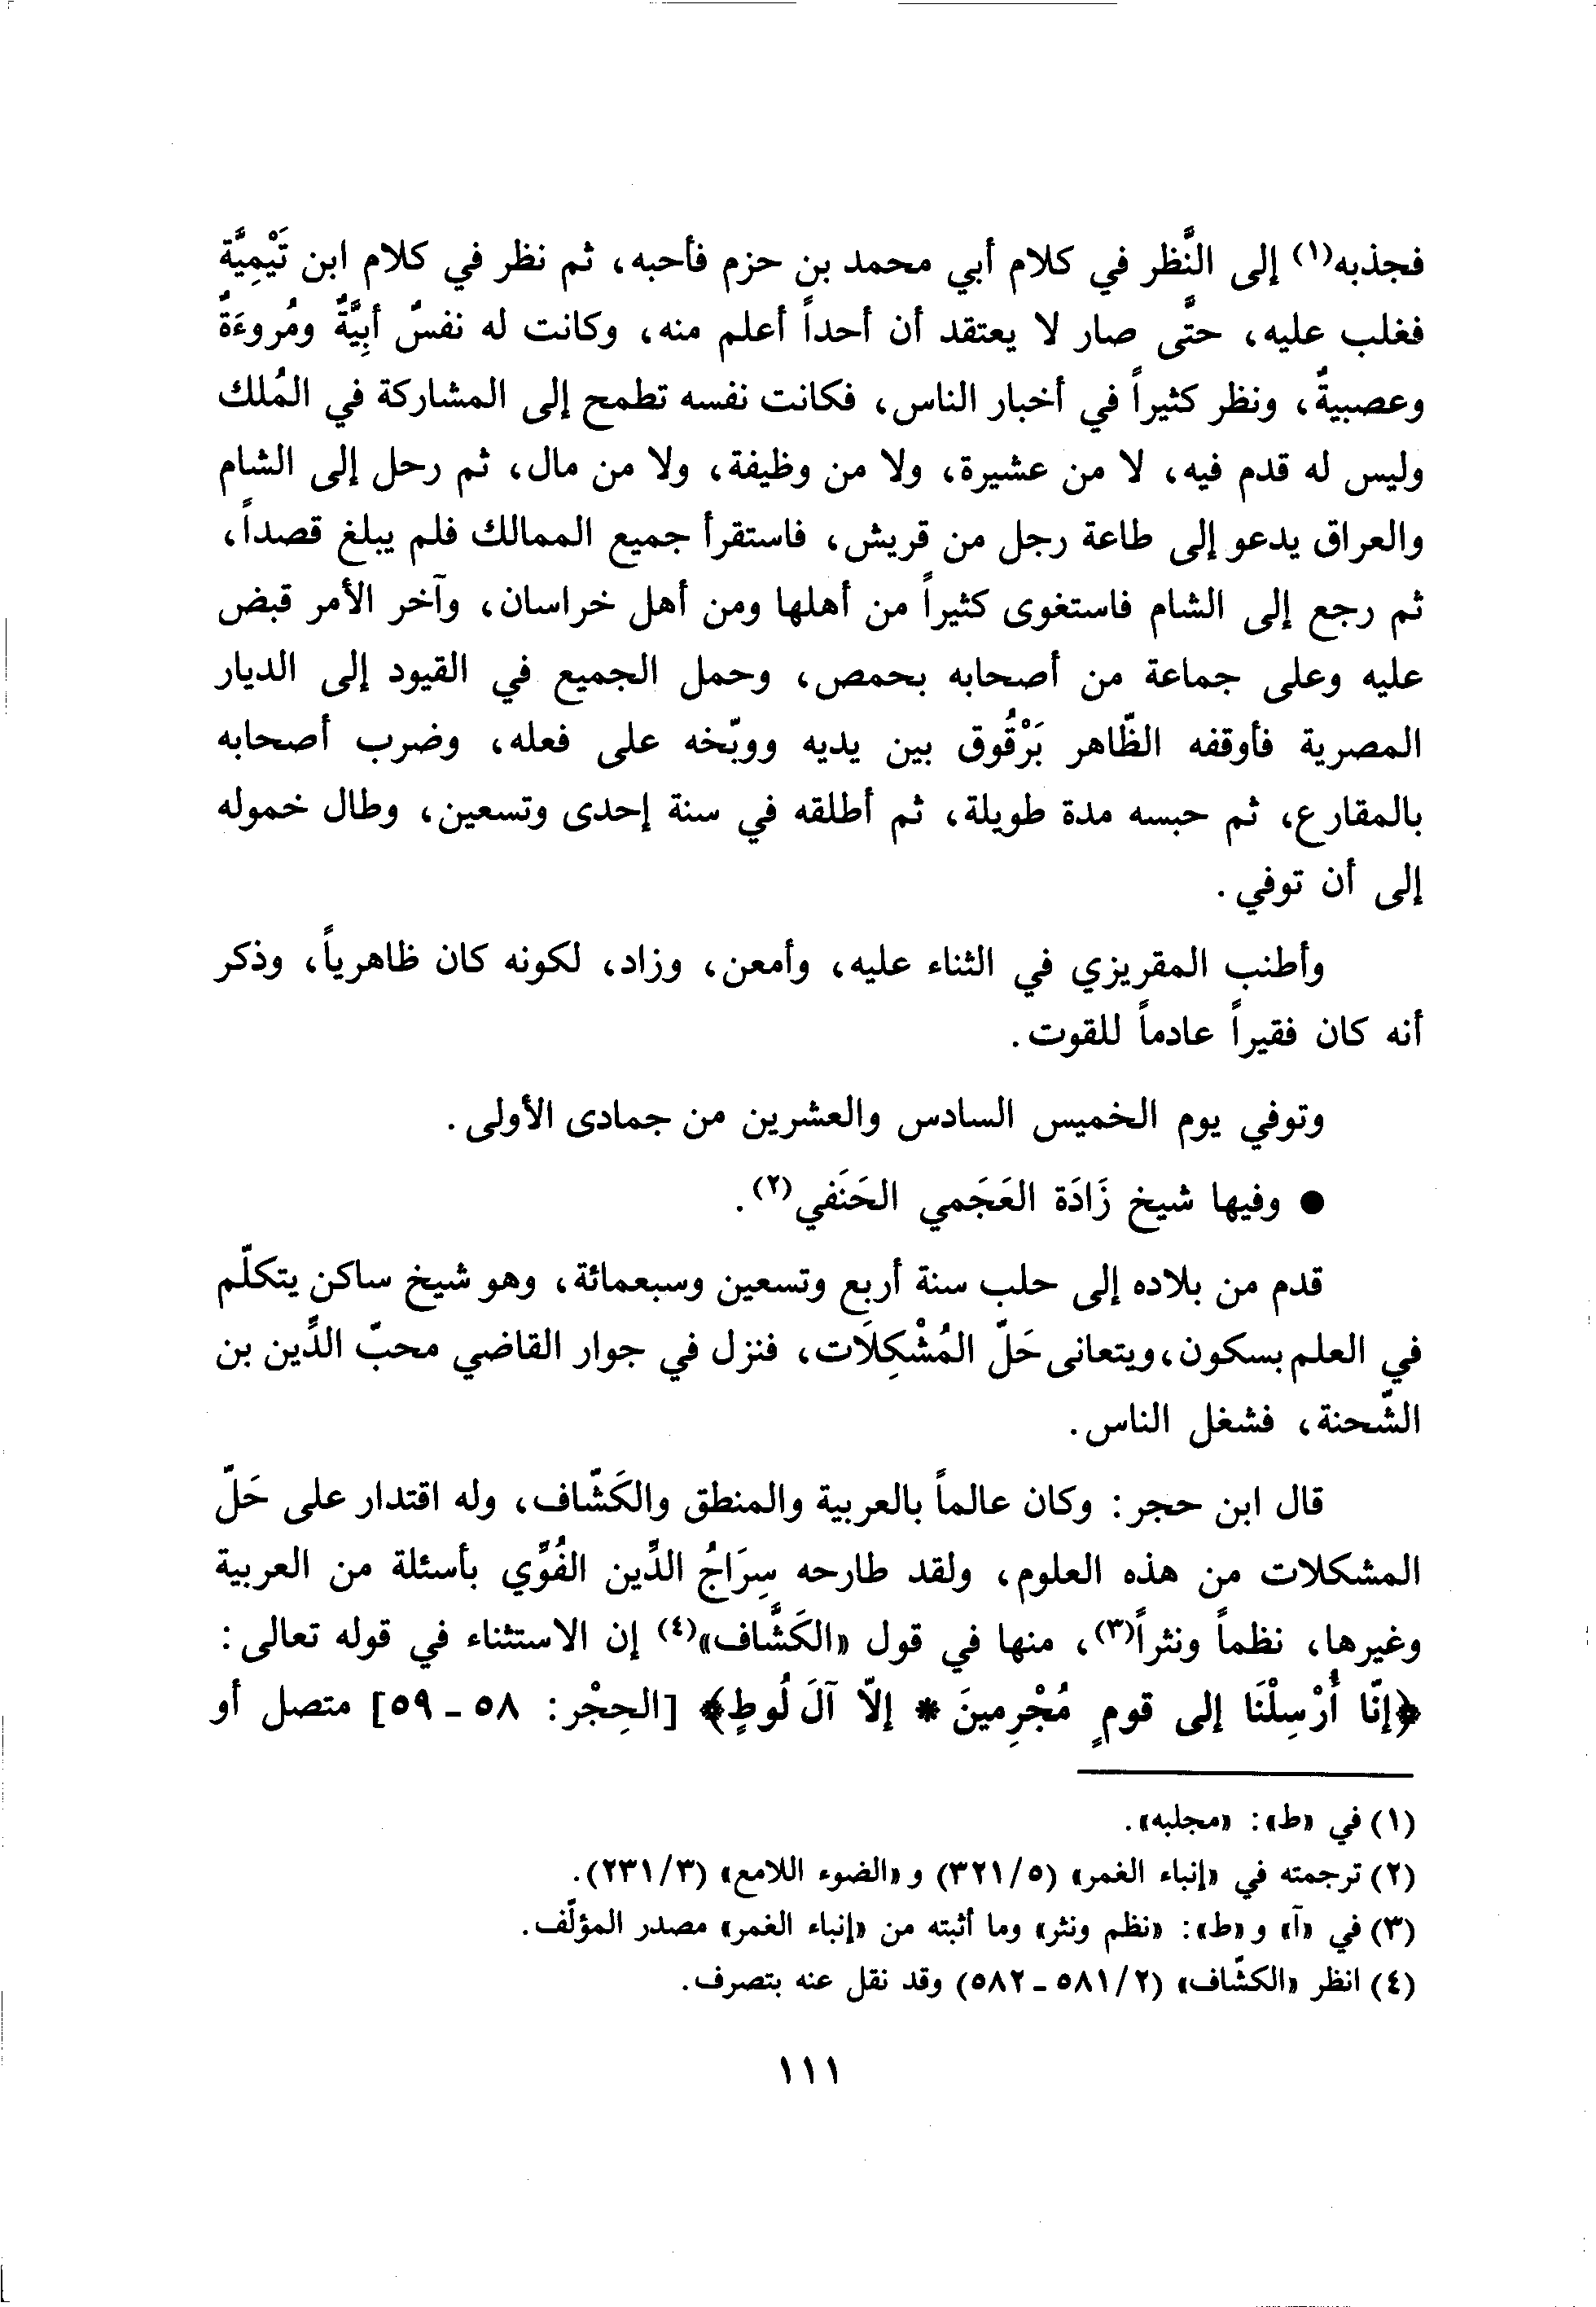 فجذبه(١) إلى النَّظر في كلام أبي محمد بن حزم فأحبه، ثم نظر في كلام ابن تَيْمِيَّة
فغلب عليه، حتَّى صار لا يعتقد أن أحداً أعلم منه، وكانت له نفسٌ أَبِيَّةٌ ومُروءَةٌ
وعصبيةٌ، ونظر كثيراً في أخبار الناس، فكانت نفسه تطمح إلى المشاركة في المُلك
وليس له قدم فيه، لا من عشيرة، ولا من وظيفة، ولا من مال، ثم رحل إلى الشام
والعراق يدعو إلى طاعة رجل من قريش، فاستقرأ جميع الممالك فلم يبلغ قصداً،
ثم رجع إلى الشام فاستغوى كثيراً من أهلها ومن أهل خراسان، وآخر الأمر قبض
عليه وعلى جماعة من أصحابه بحمص، وحمل الجميع في القيود إلى الديار
المصرية فأوقفه الظّاهر بَرْقُوق بين يديه ووبّخه على فعله، وضرب أصحابه
بالمقارع، ثم حبسه مدة طويلة، ثم أطلقه في سنة إحدى وتسعين، وطال خموله
إلى أن توفي.
وأطنب المقريزي في الثناء عليه، وأمعن، وزاد، لكونه كان ظاهرياً، وذكر
أنه كان فقيراً عادماً للقوت.
وتوفي يوم الخميس السادس والعشرين من جمادى الأولى.
● وفيها شيخ زَادَة العَجَمي الحَنَفي(٢).
قدم من بلاده إلى حلب سنة أربع وتسعين وسبعمائة، وهو شيخ ساكن يتكلّم
في العلم بسكون، ويتعانى حَلّ المُشْكِلَات، فنزل في جوار القاضي محبّ الدِّين بن
الشّحنة، فشغل الناس.
قال ابن حجر: وكان عالماً بالعربية والمنطق والكَشّاف، وله اقتدار على حَلّ
المشكلات من هذه العلوم، ولقد طارحه سِرَاجُ الدِّين الفُوِّي بأسئلة من العربية
وغيرها، نظماً ونثراً(٣)، منها في قول «الكَشَّاف»(٤) إن الاستثناء في قوله تعالى:
﴿إنّا أُرْسِلْنَا إلى قومٍ مُجْرِمينَ * إلاّ آلَ لُوطٍ﴾ [الحِجْر: ٥٨ - ٥٩] متصل أو
(١) في «ط»: «مجلبه».
(٢) ترجمته في «إنباء الغمر» (٣٢١/٥) و «الضوء اللامع» (٢٣١/٣).
(٣) في «آ» و «ط»: «نظم ونثر» وما أثبته من «إنباء الغمر» مصدر المؤلّف.
(٤) انظر «الكشّاف» (٥٨١/٢ - ٥٨٢) وقد نقل عنه بتصرف.
١١١